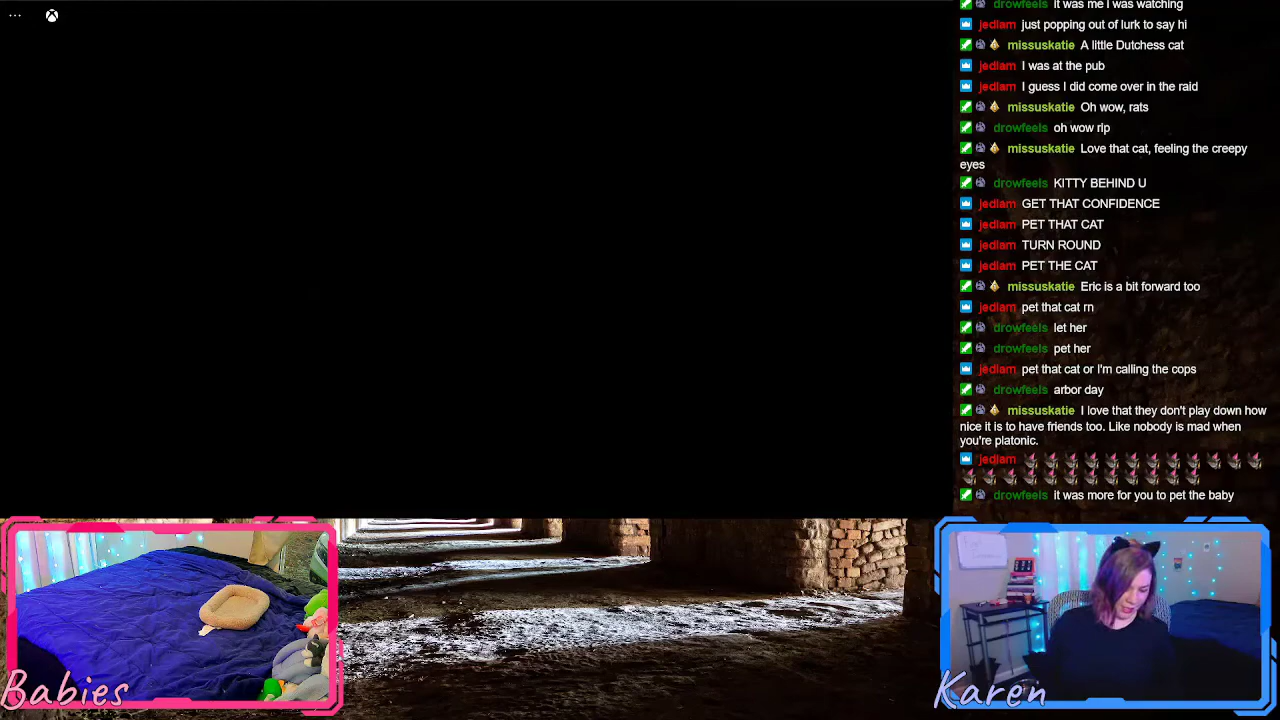 drowfeels It was me I was watching
jedlam just popping out of lurk to say hi
missuskatie A little Dutchess cat
jedlam I was at the pub
jedlam I guess I did come over in the raid
missuskatie Oh wow, rats
drowfeels oh wow rip
missuskatie Love that cat, feeling the creepy
eyes
drowfeels KITTY BEHIND U
jedlam GET THAT CONFIDENCE
jedlam PET THAT CAT
jedlam TURN ROUND
jedlam PET THE CAT
missuskatie Eric is a bit forward too
jedlam pet that cat rn
drowfeels let her
drowfeels pet her
jedlam pet that cat or I'm calling the cops
drowfeels arbor day
missuskatie I love that they don't play down how
nice it is to have friends too. Like nobody is mad when
you're platonic.
jedlam
drowfeels it was more for you to pet the baby
Babies
Karen